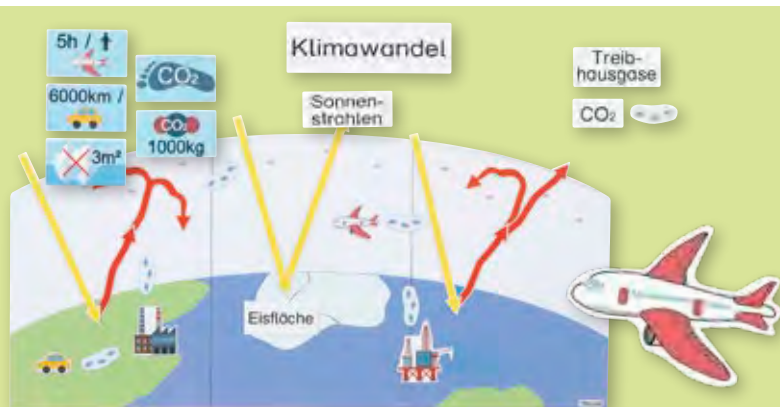 5h /
CO₂
6000km /
CO₂
1000kg
3m²
Klimawandel
Sonnen-
strahlen
Treib-
hausgase
CO₂
Eisfläche